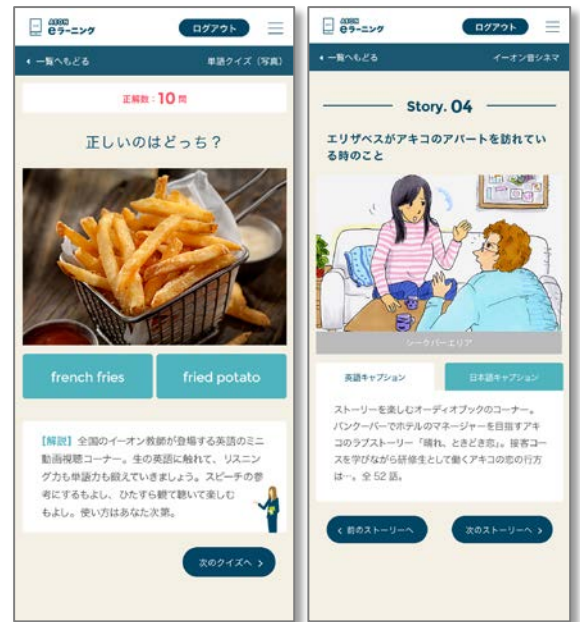 AEON
eラーニング
ログアウト
一覧へもどる
単語クイズ（写真）
正解数：10問
正しいのはどっち？
french fries
fried potato
【解説】全国のイーオン教師が登場する英語のミニ
動画視聴コーナー。生の英語に触れて、リスニン
グ力も単語力も鍛えていきましょう。スピーチの参
考にするもよし、ひたすら観て聴いて楽しむ
もよし。使い方はあなた次第。
次のクイズへ
AEON
eラーニング
ログアウト
一覧へもどる
イーオン音シネマ
Story. 04
エリザベスがアキコのアパートを訪れてい
る時のこと
シークバーエリア
英語キャプション
日本語キャプション
ストーリーを楽しむオーディオブックのコーナー。
バンクーバーでホテルのマネージャーを目指すアキ
コのラブストーリー「晴れ、ときどき恋」。接客コー
スを学びながら研修生として働くアキコの恋の行方
は…。全52話。
前のストーリーへ
次のストーリーへ